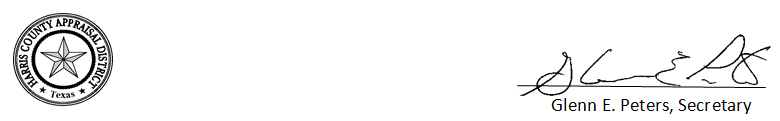 HARRIS COUNTY APPRAISAL DISTRICT
Texas
Glenn E. Peters, Secretary